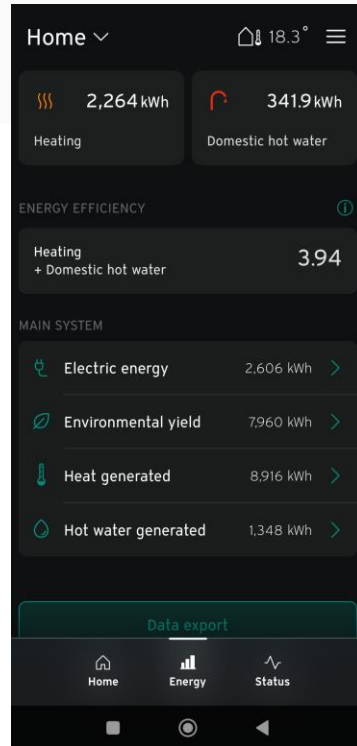 Home 18.3°
2,264 kWh 341.9 kWh
Heating Domestic hot water
ENERGY EFFICIENCY
Heating
+ Domestic hot water 3.94
MAIN SYSTEM
Electric energy 2,606 kWh
Environmental yield 7,960 kWh
Heat generated 8,916 kWh
Hot water generated 1,348 kWh
Data export
Home Energy Status